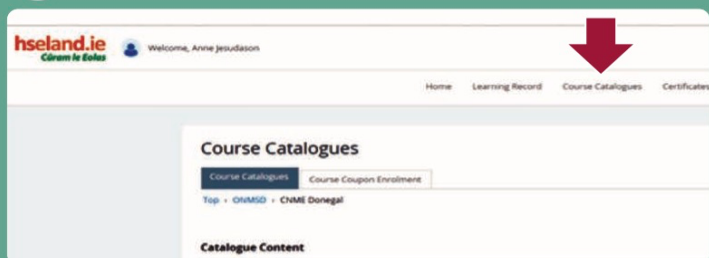 hseland.ie
Cúram le Eolas
Welcome, Anne Jesudason
Home Learning Record Course Catalogues Certificates
Course Catalogues
Course Catalogues Course Coupon Enrolment
Top › ONMSD › CNME Donegal
Catalogue Content